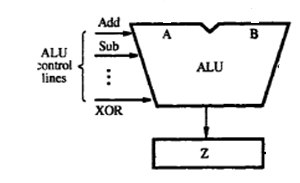 Add
A
B
ALU
control
lines
Sub
ALU
XOR
Z